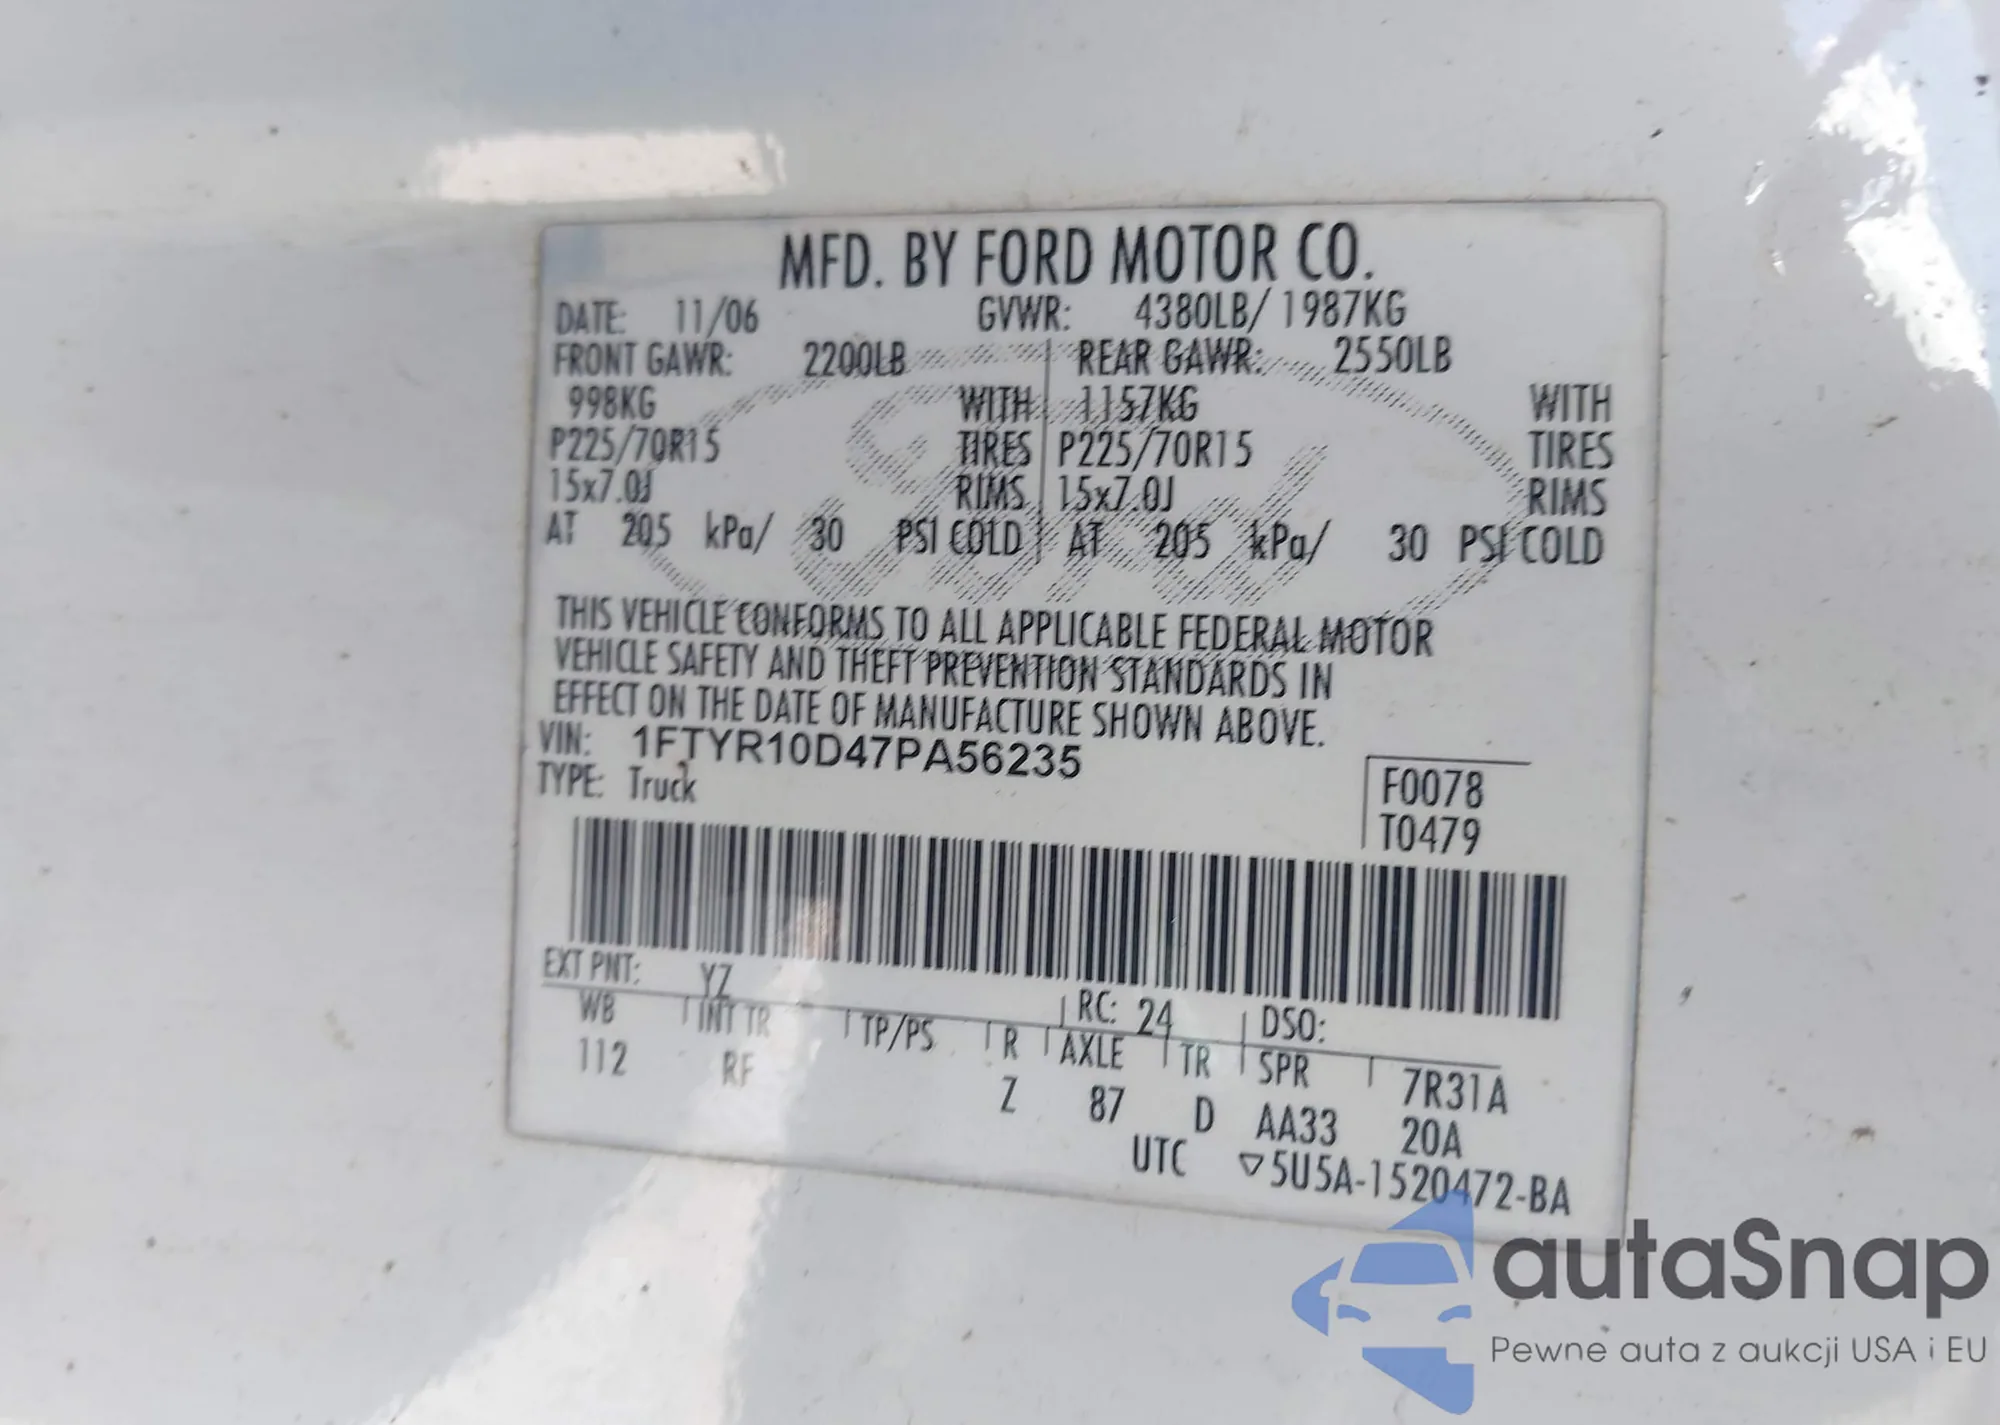 MFD. BY FORD MOTOR CO.
DATE: 11/06 GVWR: 4380LB/ 1987KG
FRONT GAWR: 2200LB REAR GAWR: 2550LB
998KG WITH 1157KG WITH
P225/70R15 TIRES P225/70R15 TIRES
15x7.0J RIMS 15x7.0J RIMS
AT 205 kPa/ 30 PSI COLD AT 205 kPa/ 30 PSI COLD
THIS VEHICLE CONFORMS TO ALL APPLICABLE FEDERAL MOTOR
VEHICLE SAFETY AND THEFT PREVENTION STANDARDS IN
EFFECT ON THE DATE OF MANUFACTURE SHOWN ABOVE.
VIN: 1FTYR10D47PA56235
TYPE: Truck
F0078
T0479
EXT PNT: YZ RC: 24 DSO:
WB INT TR TP/PS R AXLE TR SPR 7R31A
112 RF Z 87 D AA33 20A
UTC ▽5U5A-1520472-BA
Ford
autaSnap
Pewne auta z aukcji USA i EU